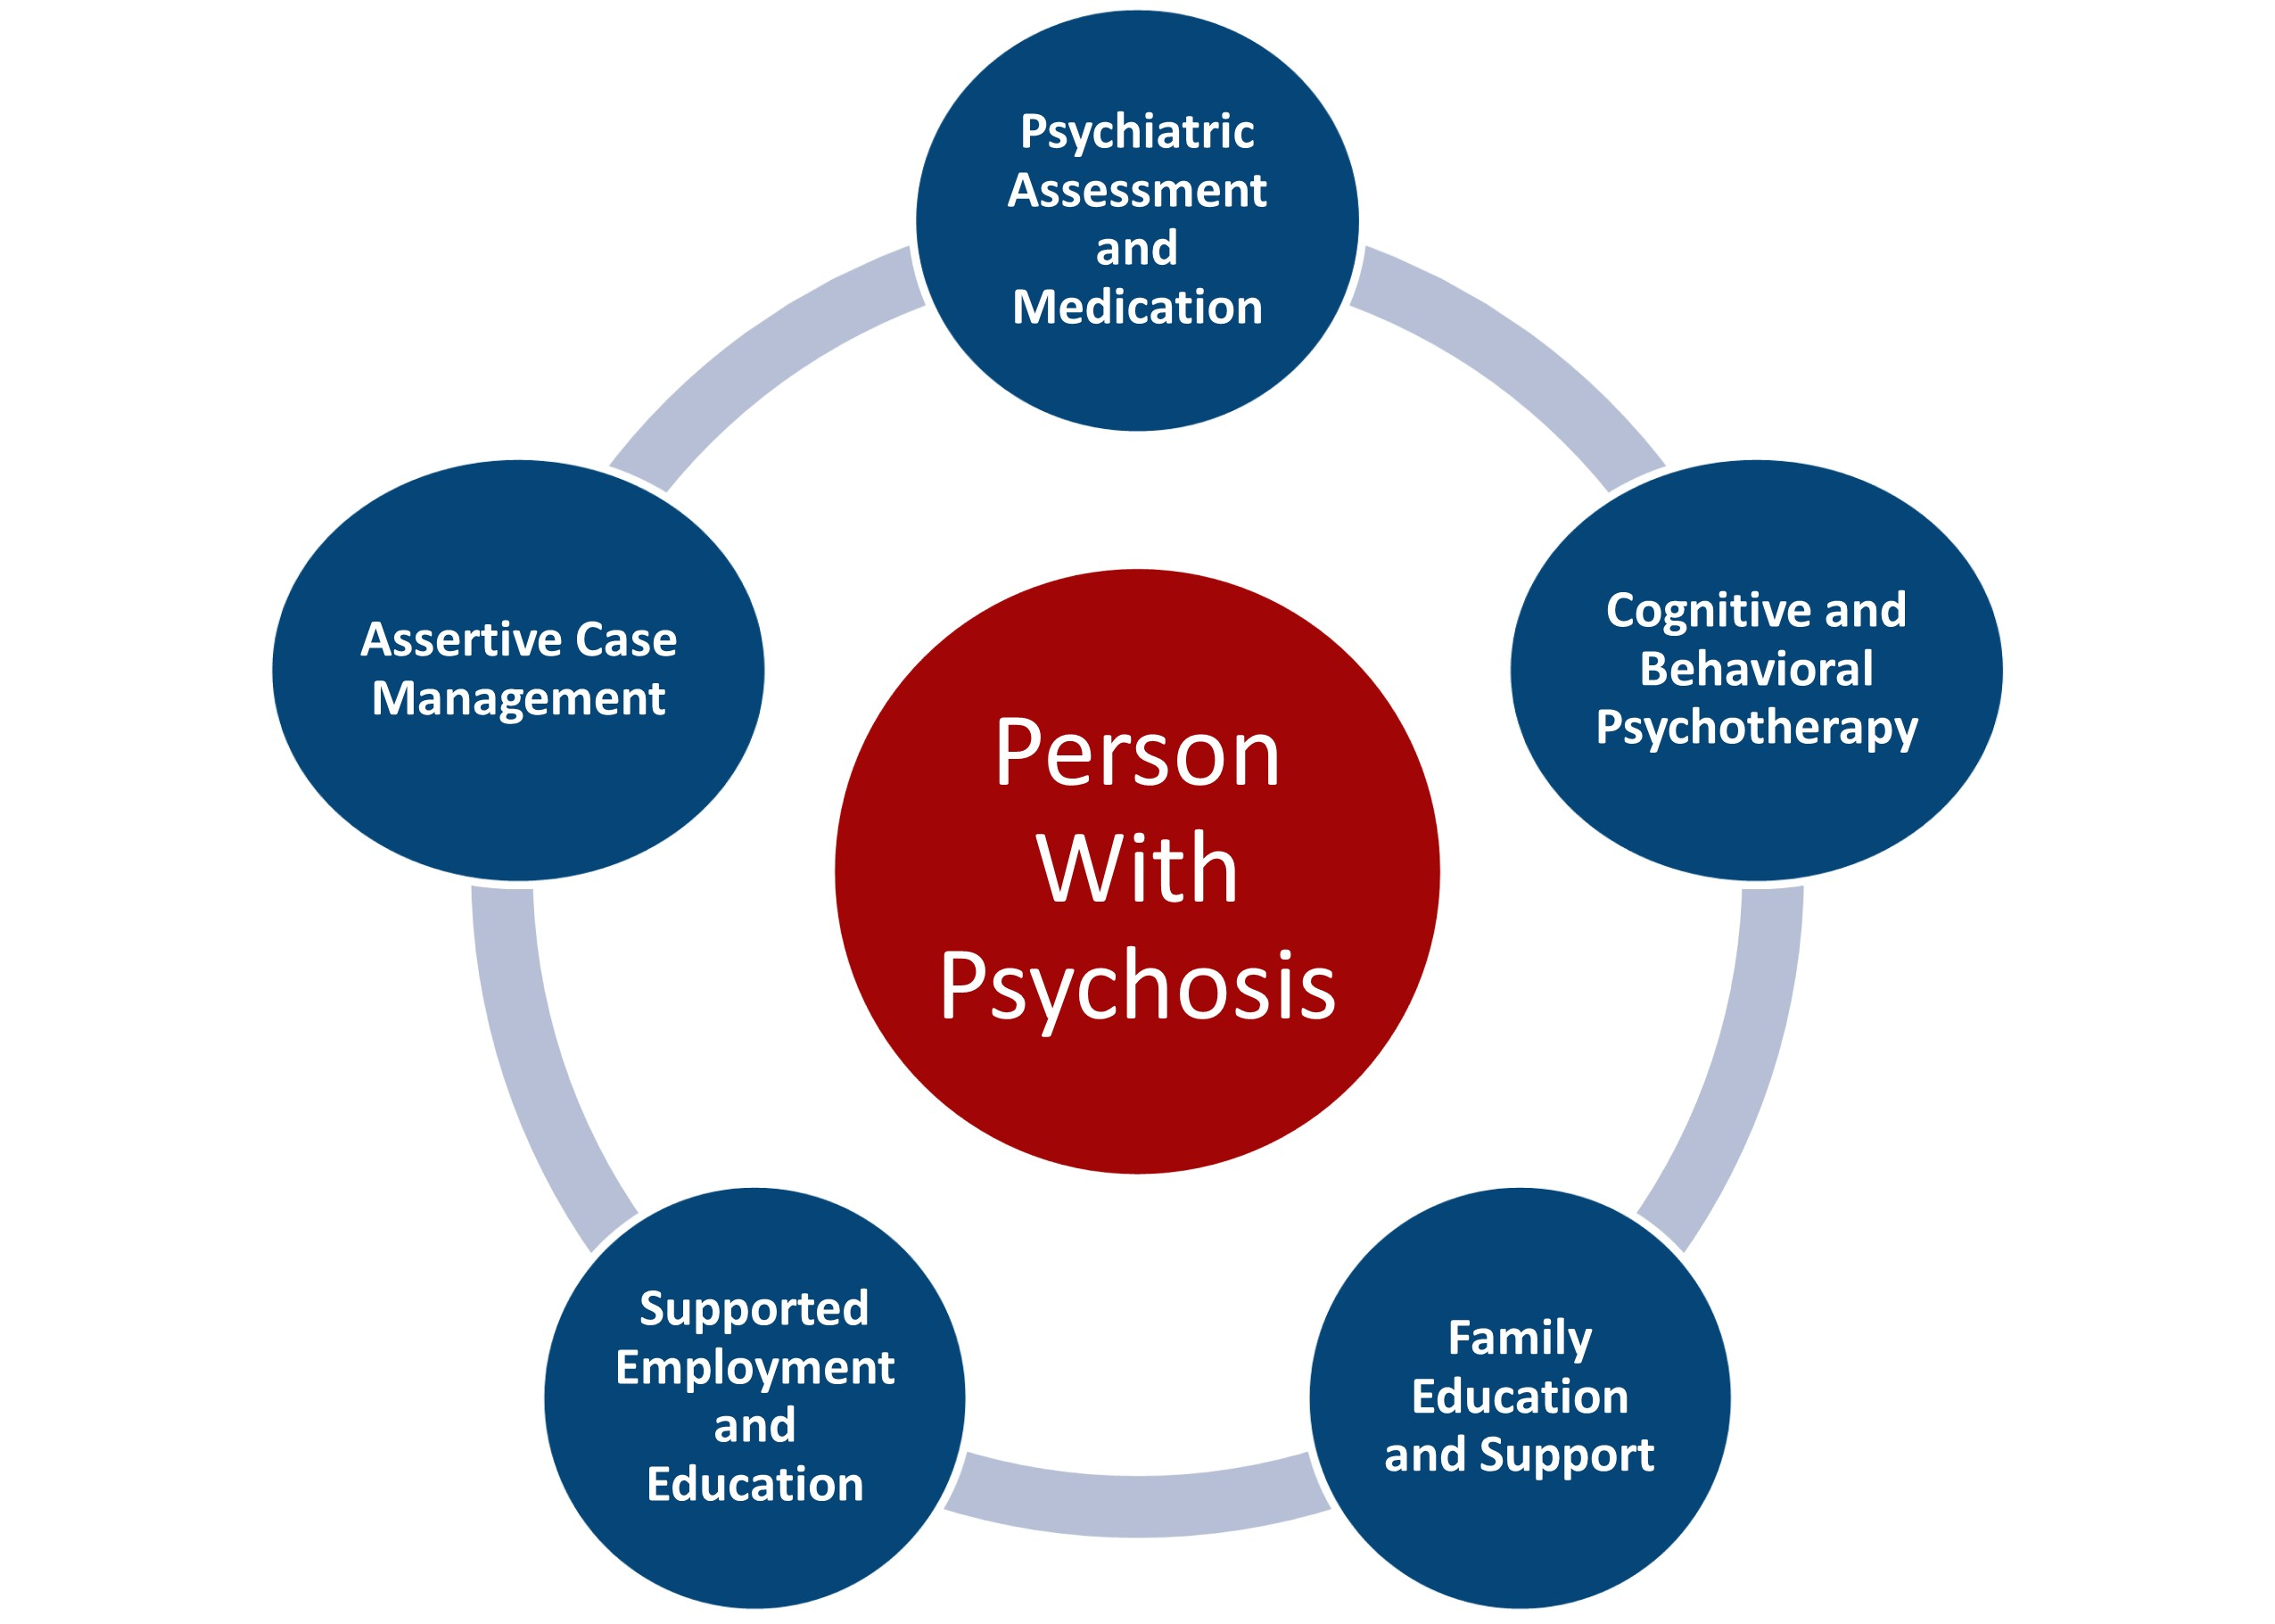 Psychiatric
Assessment
and
Medication
Cognitive and
Behavioral
Psychotherapy
Family
Education
and Support
Supported
Employment
and
Education
Assertive Case
Management
Person
With
Psychosis